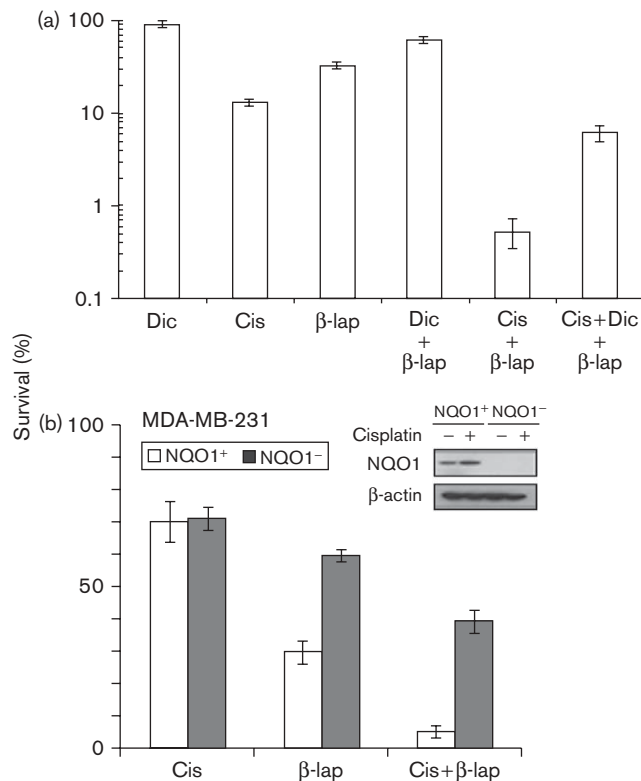 (a)
100
10
1
0.1
Dic
Cis
β-lap
Dic
+
β-lap
Cis
+
β-lap
Cis+Dic
+
β-lap
Survival (%)
(b)
100
50
0
MDA-MB-231
NQO1⁺
NQO1⁻
NQO1⁺ NQO1⁻
Cisplatin − + − +
NQO1
β-actin
Cis
β-lap
Cis+β-lap